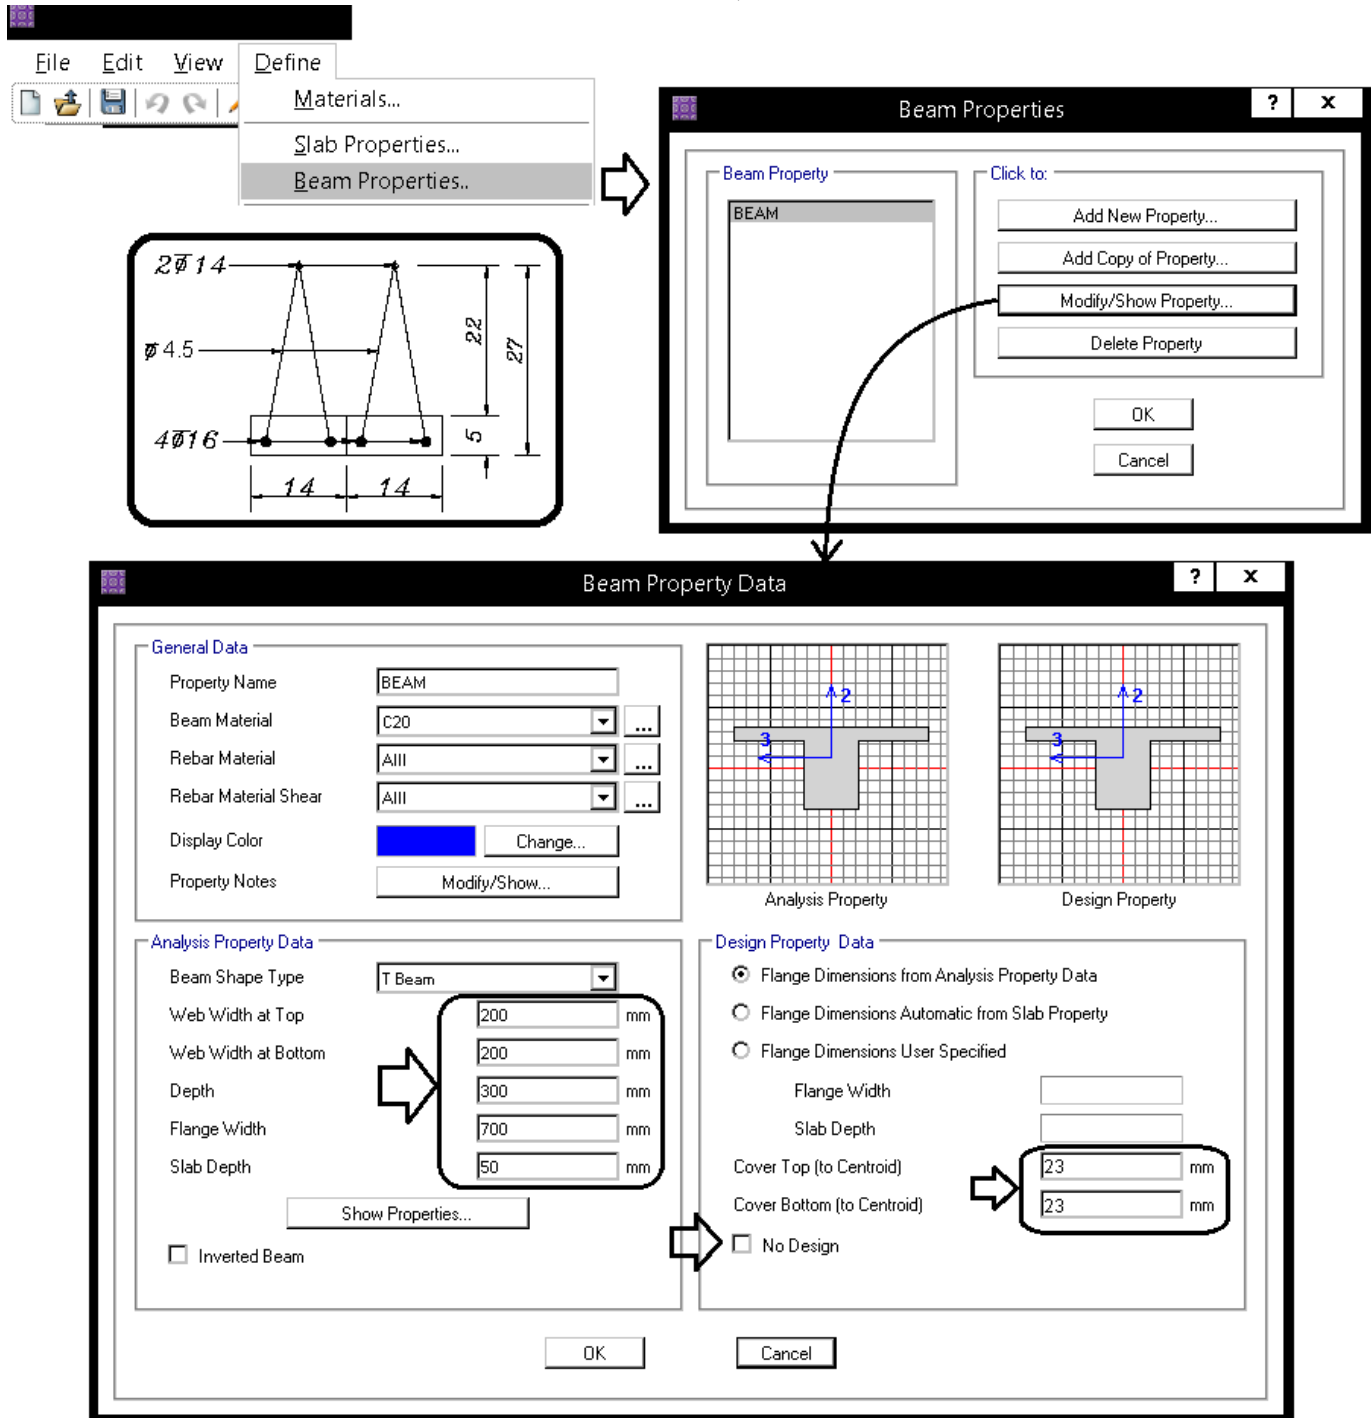 File Edit View Define
Materials...
Slab Properties...
Beam Properties..
Beam Properties
? x
Beam Property
BEAM
Click to:
Add New Property...
Add Copy of Property...
Modify/Show Property...
Delete Property
OK
Cancel
2Φ14
Φ4.5
4Φ16
22
27
5
14 14
Beam Property Data
? x
General Data
Property Name BEAM
Beam Material C20 ...
Rebar Material AIII ...
Rebar Material Shear AIII ...
Display Color Change...
Property Notes Modify/Show...
2
3
Analysis Property
2
3
Design Property
Analysis Property Data
Beam Shape Type T Beam
Web Width at Top 200 mm
Web Width at Bottom 200 mm
Depth 300 mm
Flange Width 700 mm
Slab Depth 50 mm
Show Properties...
Inverted Beam
Design Property Data
Flange Dimensions from Analysis Property Data
Flange Dimensions Automatic from Slab Property
Flange Dimensions User Specified
Flange Width
Slab Depth
Cover Top (to Centroid) 23 mm
Cover Bottom (to Centroid) 23 mm
No Design
OK Cancel